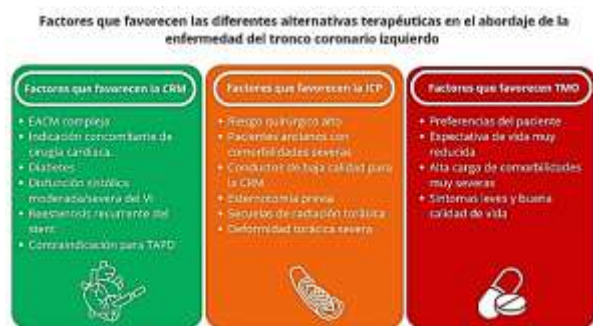 Factores que favorecen las diferentes alternativas terapéuticas en el abordaje de la
enfermedad del tronco coronario izquierdo
Factores que favorecen la CRM
• EACM compleja
• Indicación concomitante de
cirugía cardiaca.
• Diabetes
• Disfunción sistólica
moderada/severa del VI
• Reestenosis recurrente del
stent
• Contraindicación para TAPD
Factores que favorecen la ICP
• Riesgo quirúrgico alto
• Pacientes ancianos con
comorbilidades severas
• Conductos de baja calidad para
la CRM
• Esternotomía previa
• Secuelas de radiación torácica
• Deformidad torácica severa
Factores que favorecen TMO
• Preferencias del paciente
• Expectativa de vida muy
reducida
• Alta carga de comorbilidades
muy severas
• Síntomas leves y buena
calidad de vida